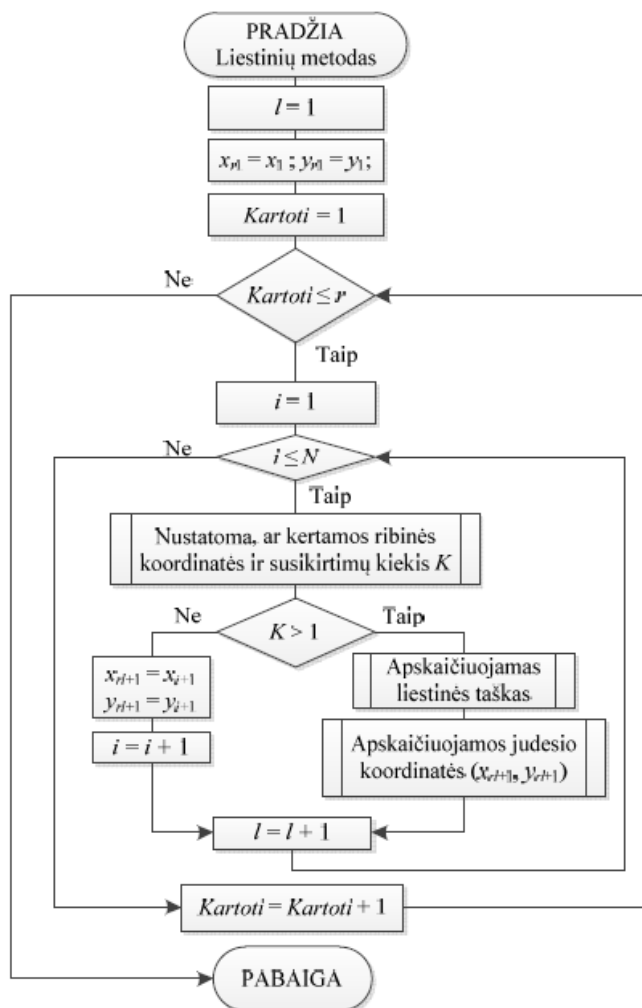 PRADŽIA
Liestinių metodas
l = 1
x_{r1} = x_1 ; y_{r1} = y_1;
Kartoti = 1
Ne
Kartoti ≤ r
Taip
i = 1
Ne
i ≤ N
Taip
Nustatoma, ar kertamos ribinės
koordinatės ir susikirtimų kiekis K
Ne
K > 1
Taip
x_{rl+1} = x_{i+1}
y_{rl+1} = y_{i+1}
i = i + 1
Apskaičiuojamas
liestinės taškas
Apskaičiuojamos judesio
koordinatės (x_{rl+1}, y_{rl+1})
l = l + 1
Kartoti = Kartoti + 1
PABAIGA